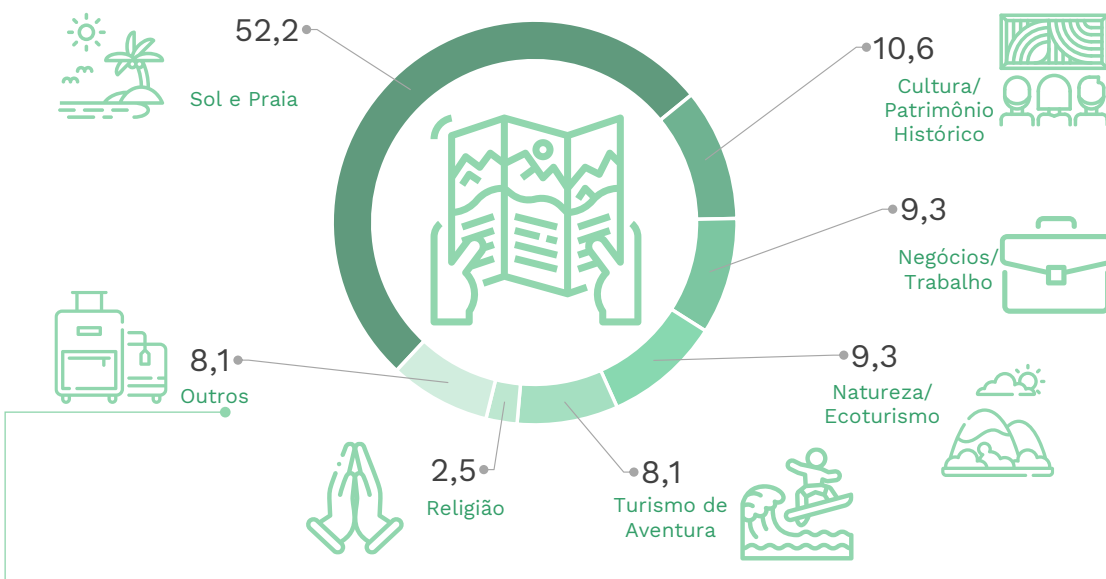 52,2
Sol e Praia
10,6
Cultura/
Patrimônio
Histórico
9,3
Negócios/
Trabalho
9,3
Natureza/
Ecoturismo
8,1
Turismo de
Aventura
2,5
Religião
8,1
Outros